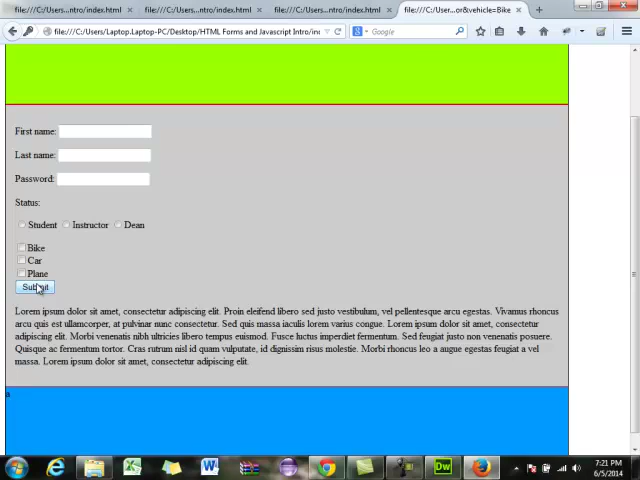 file:///C:/Users...ntro/index.html
file:///C:/Users...ntro/index.html
file:///C:/Users...ntro/index.html
file:///C:/User...or&vehicle=Bike
file:///C:/Users/Laptop.Laptop-PC/Desktop/HTML Forms and Javascript Intro/in
Google
First name:
Last name:
Password:
Status:
Student Instructor Dean
Bike
Car
Plane
Submit
Lorem ipsum dolor sit amet, consectetur adipiscing elit. Proin eleifend libero sed justo vestibulum, vel pellentesque arcu egestas. Vivamus rhoncus
arcu quis est ullamcorper, at pulvinar nunc consectetur. Sed quis massa iaculis lorem varius congue. Lorem ipsum dolor sit amet, consectetur
adipiscing elit. Morbi venenatis nibh ultricies libero tempus euismod. Fusce luctus imperdiet fermentum. Sed feugiat justo non venenatis posuere.
Quisque ac fermentum tortor. Cras rutrum nisl id quam vulputate, id dignissim risus molestie. Morbi rhoncus leo a augue egestas feugiat a vel
massa. Lorem ipsum dolor sit amet, consectetur adipiscing elit.
a
Dw
7:21 PM
6/5/2014